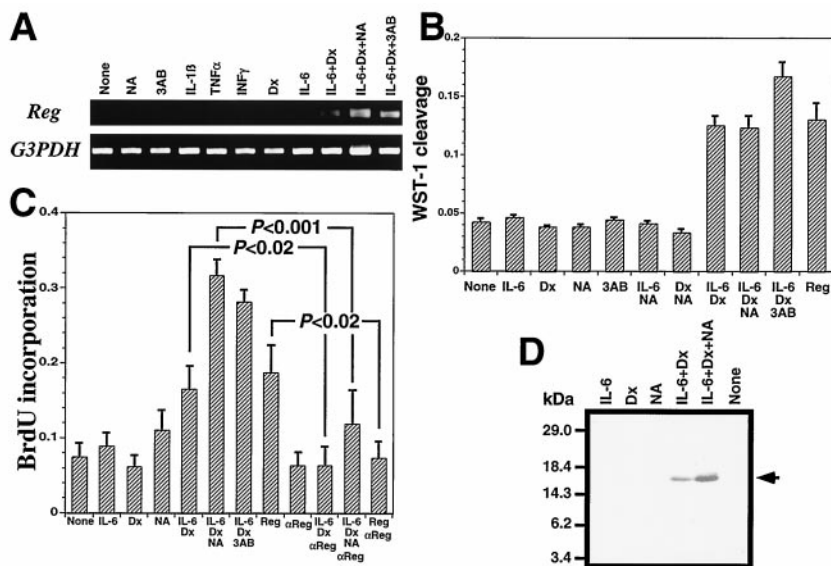 A
None NA 3AB IL-1ß TNFα INFγ Dx IL-6 IL-6+Dx IL-6+Dx+NA IL-6+Dx+3AB
Reg
G3PDH
B
WST-1 cleavage
0.2
0.15
0.1
0.05
0
None IL-6 Dx NA 3AB IL-6 Dx IL-6 IL-6 IL-6 Reg
NA NA Dx Dx Dx
NA 3AB
C
BrdU incorporation
0.4
0.3
0.2
0.1
0
P<0.001
P<0.02
P<0.02
None IL-6 Dx NA IL-6 IL-6 IL-6 Reg αReg IL-6 IL-6 Reg
Dx Dx Dx Dx Dx αReg
NA 3AB αReg NA
αReg
D
IL-6 Dx NA IL-6+Dx IL-6+Dx+NA None
kDa
29.0
18.4
14.3
6.2
3.4